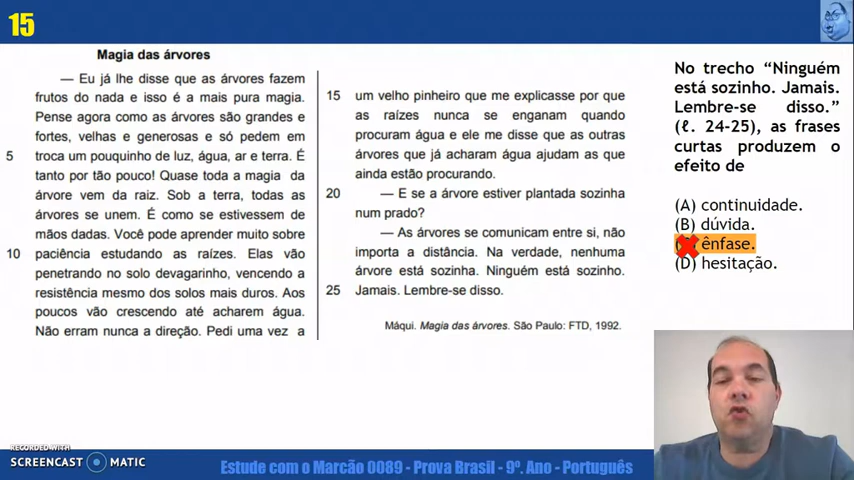 15
Magia das árvores
— Eu já lhe disse que as árvores fazem
frutos do nada e isso é a mais pura magia.
Pense agora como as árvores são grandes e
fortes, velhas e generosas e só pedem em
5 troca um pouquinho de luz, água, ar e terra. É
tanto por tão pouco! Quase toda a magia da
árvore vem da raiz. Sob a terra, todas as
árvores se unem. É como se estivessem de
mãos dadas. Você pode aprender muito sobre
10 paciência estudando as raízes. Elas vão
penetrando no solo devagarinho, vencendo a
resistência mesmo dos solos mais duros. Aos
poucos vão crescendo até acharem água.
Não erram nunca a direção. Pedi uma vez a
15 um velho pinheiro que me explicasse por que
as raízes nunca se enganam quando
procuram água e ele me disse que as outras
árvores que já acharam água ajudam as que
ainda estão procurando.
20 — E se a árvore estiver plantada sozinha
num prado?
— As árvores se comunicam entre si, não
importa a distância. Na verdade, nenhuma
árvore está sozinha. Ninguém está sozinho.
25 Jamais. Lembre-se disso.
Máqui. Magia das árvores. São Paulo: FTD, 1992.
No trecho “Ninguém
está sozinho. Jamais.
Lembre-se disso.”
(ℓ. 24-25), as frases
curtas produzem o
efeito de
(A) continuidade.
(B) dúvida.
ênfase.
(D) hesitação.
RECORDED WITH
SCREENCAST MATIC
Estude com o Marcão 0089 - Prova Brasil - 9º. Ano - Português